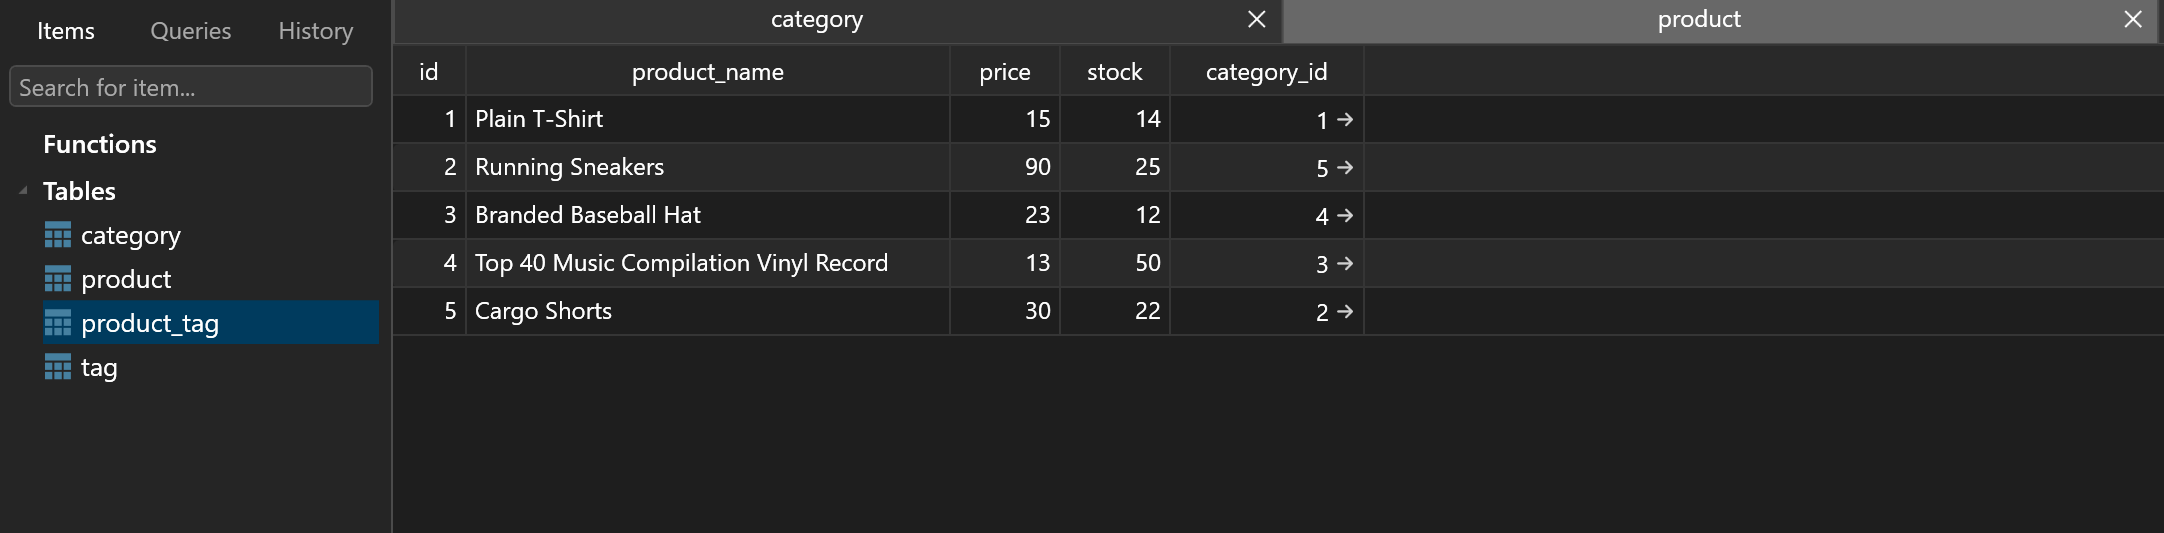 Items Queries History
Search for item...
Functions
Tables
category
product
product_tag
tag
category product
id product_name price stock category_id
1 Plain T-Shirt 15 14 1
2 Running Sneakers 90 25 5
3 Branded Baseball Hat 23 12 4
4 Top 40 Music Compilation Vinyl Record 13 50 3
5 Cargo Shorts 30 22 2